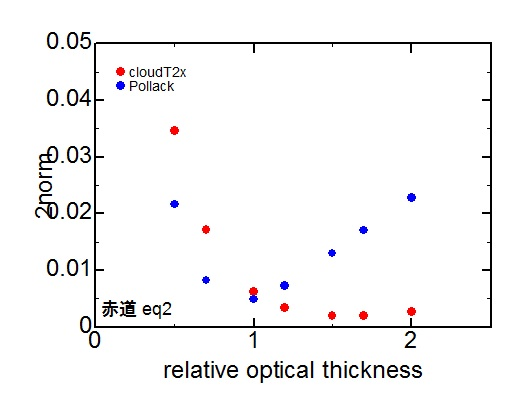 0.05
cloudT2x
Pollack
0.04
0.03
2norm
0.02
0.01
赤道 eq2
0
0 1 2
relative optical thickness